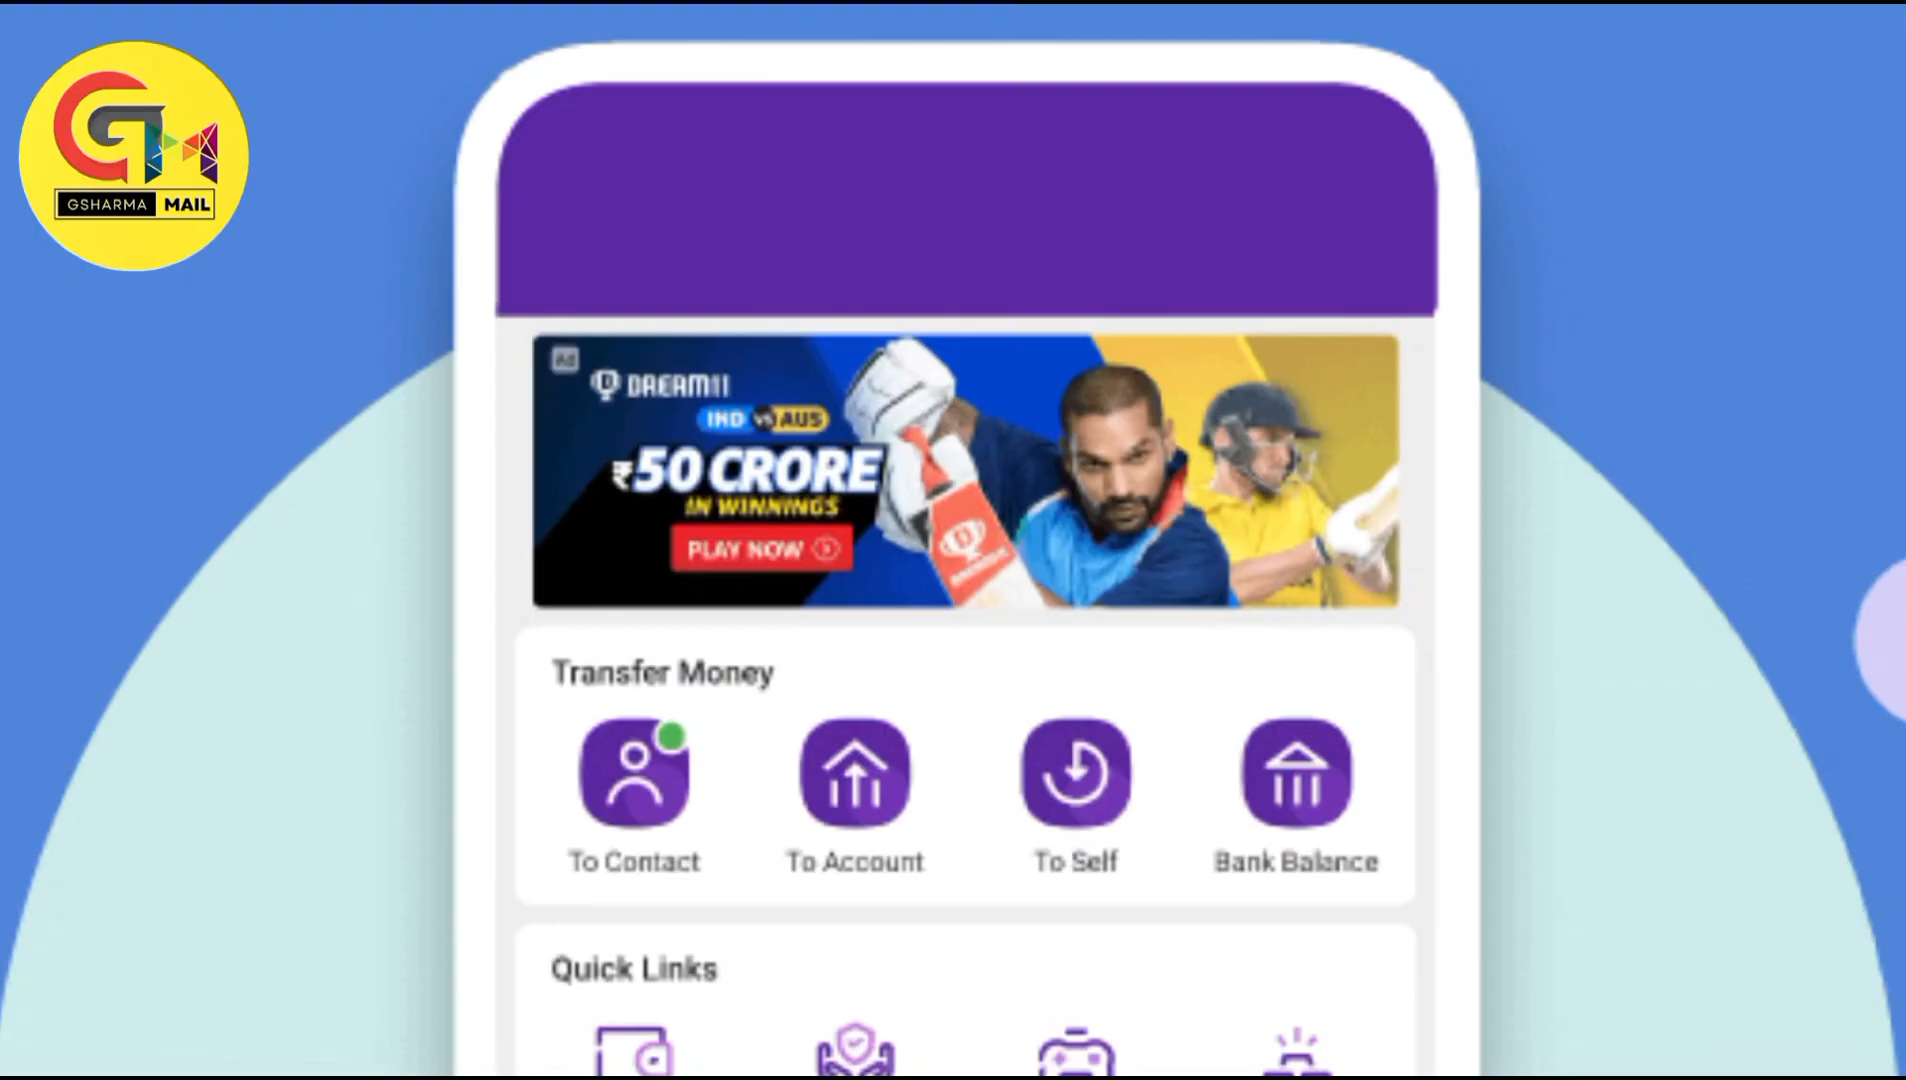 GSHARMA MAIL
Ad
DREAM11
IND VS AUS
₹50 CRORE
IN WINNINGS
PLAY NOW
Transfer Money
To Contact To Account To Self Bank Balance
Quick Links